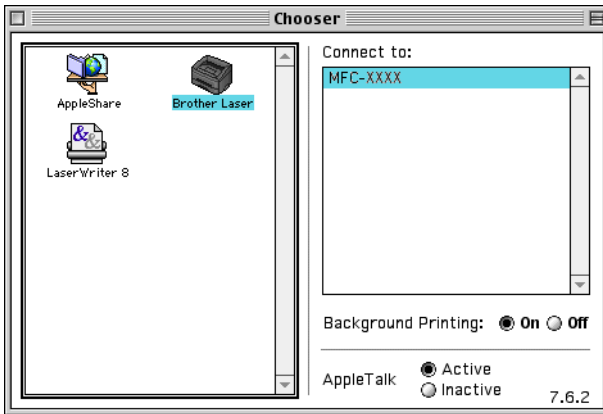 Chooser
AppleShare
Brother Laser
LaserWriter 8
Connect to:
MFC-XXXX
Background Printing: On Off
AppleTalk
Active
Inactive
7.6.2